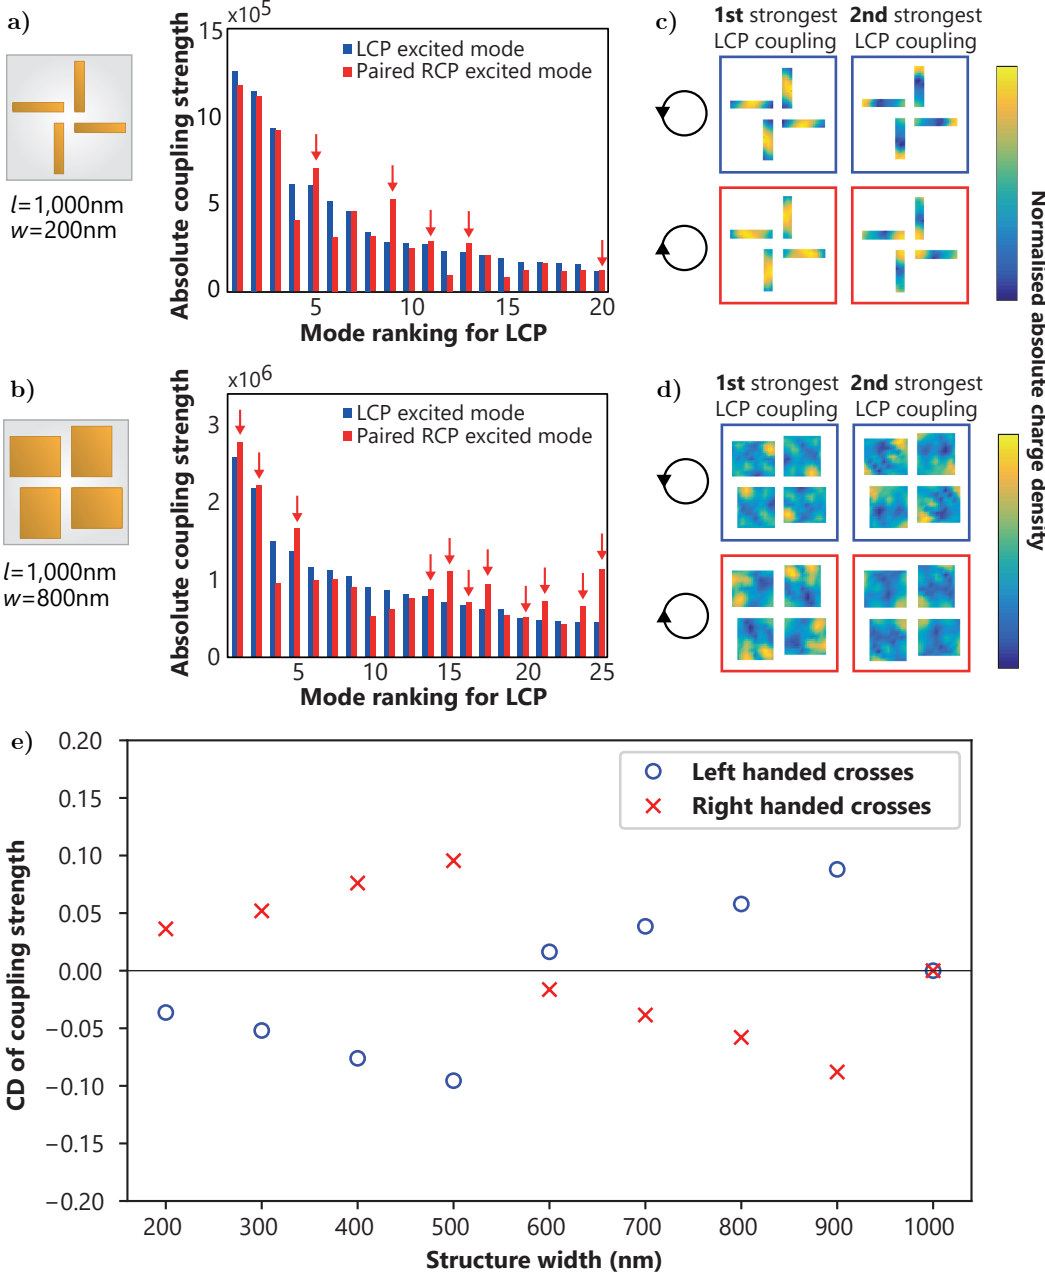 a)
l=1,000nm
w=200nm
×10⁵
15
10
5
0
Absolute coupling strength
LCP excited mode
Paired RCP excited mode
5
10
15
20
Mode ranking for LCP
c)
1st strongest
LCP coupling
2nd strongest
LCP coupling
b)
l=1,000nm
w=800nm
x10⁶
3
2
1
0
Absolute coupling strength
LCP excited mode
Paired RCP excited mode
5
10
15
20
25
Mode ranking for LCP
d)
1st strongest
LCP coupling
2nd strongest
LCP coupling
Normalised absolute charge density
e)
0.20
0.15
0.10
0.05
0.00
−0.05
−0.10
−0.15
−0.20
CD of coupling strength
Left handed crosses
Right handed crosses
200
300
400
500
600
700
800
900
1000
Structure width (nm)